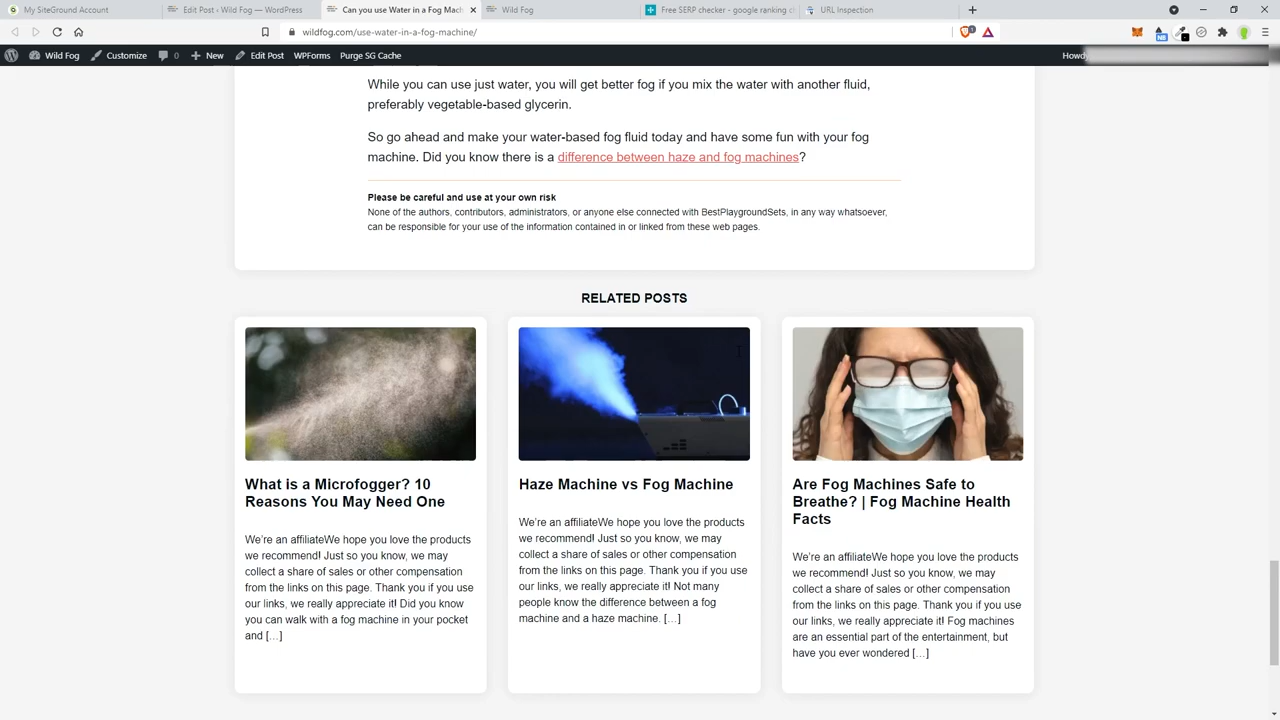 My SiteGround Account
Edit Post ‹ Wild Fog — WordPress
Can you use Water in a Fog Mach
Wild Fog
Free SERP checker - google ranking c
URL Inspection
wildfog.com/use-water-in-a-fog-machine/
Wild Fog
Customize
0
New
Edit Post
WPForms
Purge SG Cache
Howdy
While you can use just water, you will get better fog if you mix the water with another fluid,
preferably vegetable-based glycerin.
So go ahead and make your water-based fog fluid today and have some fun with your fog
machine. Did you know there is a difference between haze and fog machines?
Please be careful and use at your own risk
None of the authors, contributors, administrators, or anyone else connected with BestPlaygroundSets, in any way whatsoever,
can be responsible for your use of the information contained in or linked from these web pages.
RELATED POSTS
What is a Microfogger? 10
Reasons You May Need One
We're an affiliateWe hope you love the products
we recommend! Just so you know, we may
collect a share of sales or other compensation
from the links on this page. Thank you if you use
our links, we really appreciate it! Did you know
you can walk with a fog machine in your pocket
and […]
Haze Machine vs Fog Machine
We're an affiliateWe hope you love the products
we recommend! Just so you know, we may
collect a share of sales or other compensation
from the links on this page. Thank you if you use
our links, we really appreciate it! Not many
people know the difference between a fog
machine and a haze machine. […]
Are Fog Machines Safe to
Breathe? | Fog Machine Health
Facts
We're an affiliateWe hope you love the products
we recommend! Just so you know, we may
collect a share of sales or other compensation
from the links on this page. Thank you if you use
our links, we really appreciate it! Fog machines
are an essential part of the entertainment, but
have you ever wondered […]